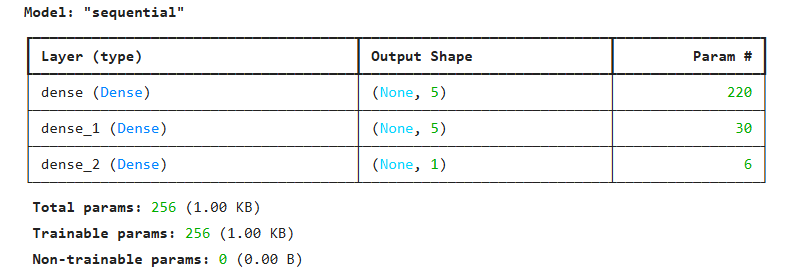 Model: "sequential"
Layer (type) Output Shape Param #
dense (Dense) (None, 5) 220
dense_1 (Dense) (None, 5) 30
dense_2 (Dense) (None, 1) 6
Total params: 256 (1.00 KB)
Trainable params: 256 (1.00 KB)
Non-trainable params: 0 (0.00 B)